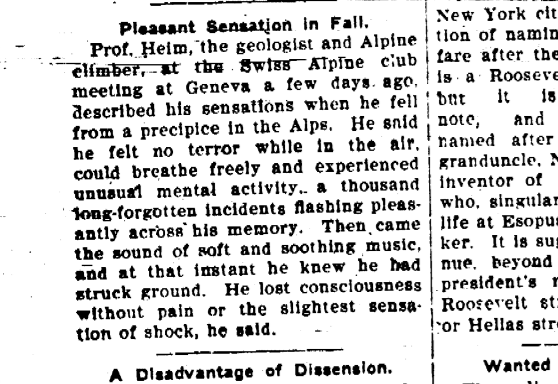 Pleasant Sensation in Fall.
Prof. Heim, the geologist and Alpine
climber, at the Swiss Alpine club
meeting at Geneva a few days ago,
described his sensations when he fell
from a precipice in the Alps. He said
he felt no terror while in the air,
could breathe freely and experienced
unusual mental activity, a thousand
long-forgotten incidents flashing pleas-
antly across his memory. Then came
the sound of soft and soothing music,
and at that instant he knew he had
struck ground. He lost consciousness
without pain or the slightest sensa-
tion of shock, he said.
A Disadvantage of Dissension.
New York cit
tion of namin
fare after the
is a Rooseve
but it is
note, and
named after
granduncle, N
inventor of
who, singular
life at Esopus
ker. It is su
nue, beyond
president's r
Roosevelt st
or Hellas stre
Wanted